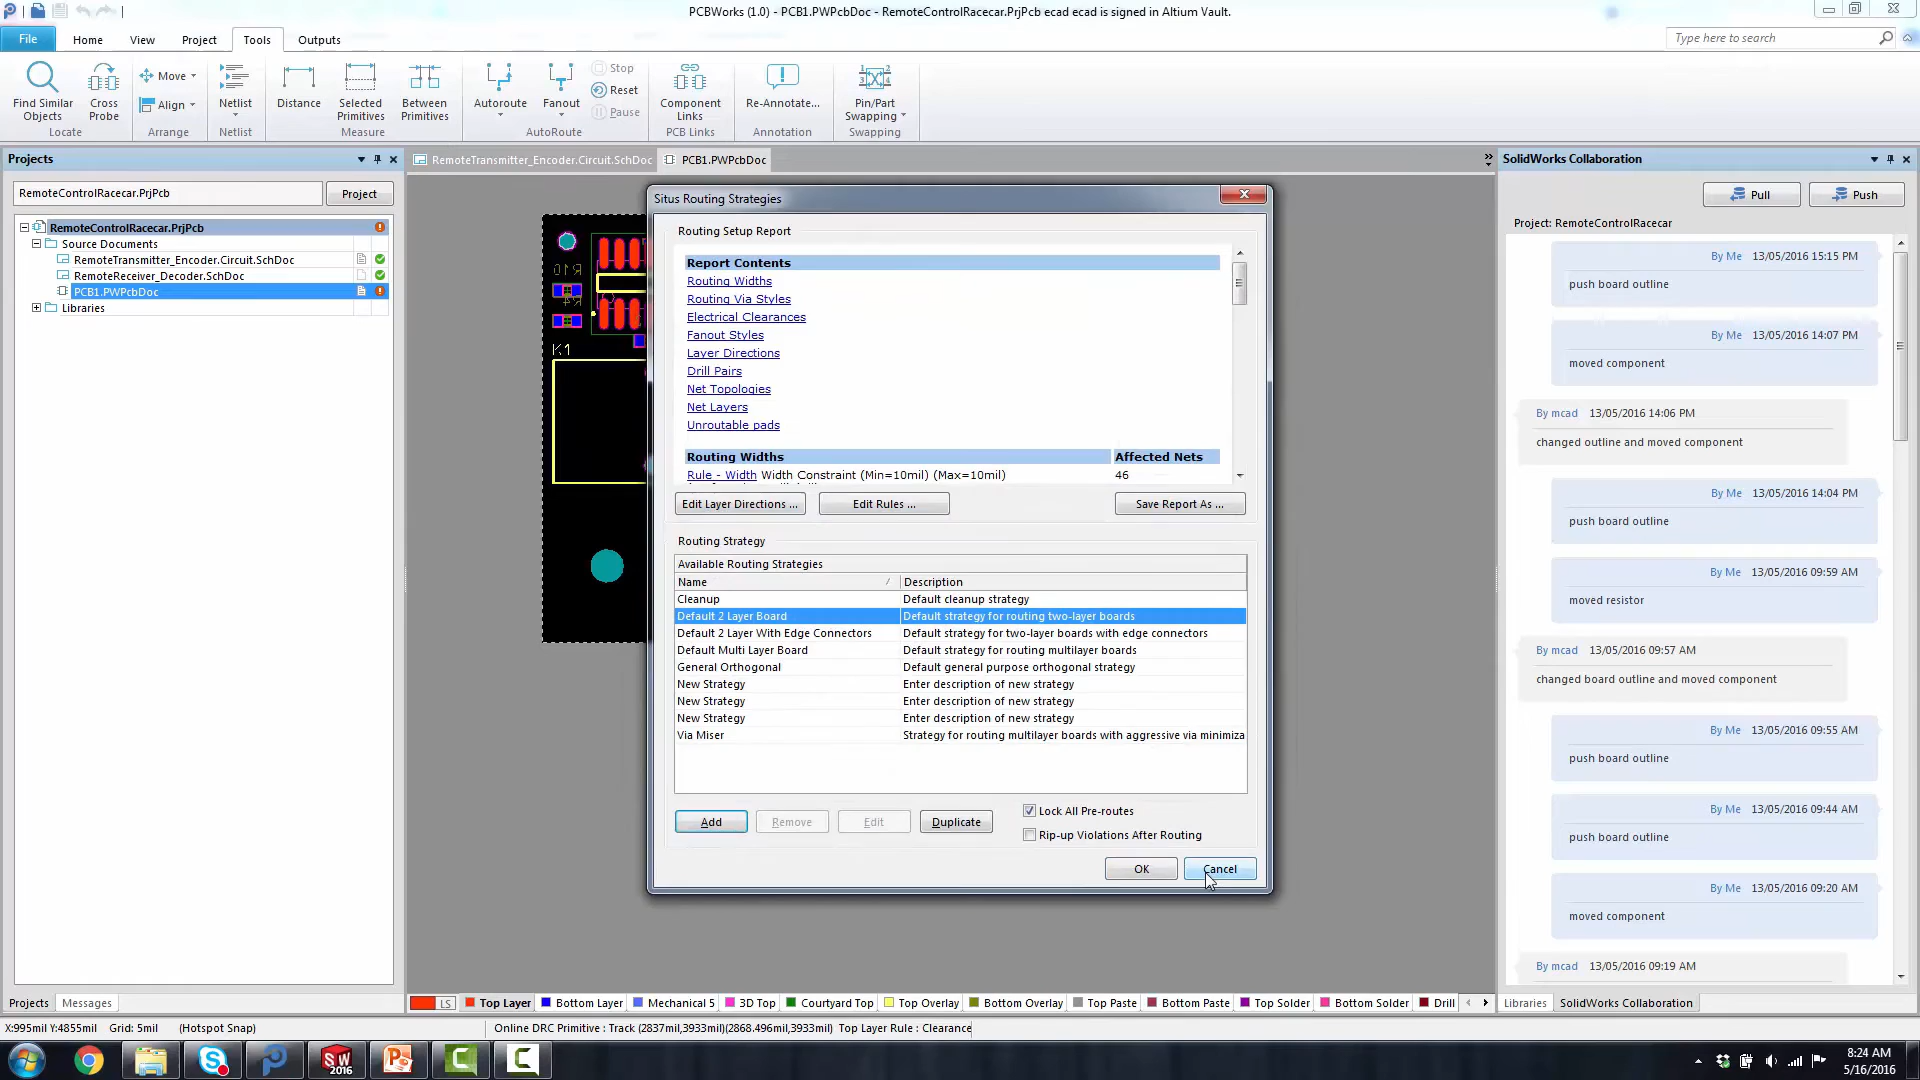 PCBWorks (1.0) - PCB1.PWPcbDoc - RemoteControlRacecar.PrjPcb ecad ecad is signed in Altium Vault.
File Home View Project Tools Outputs
Type here to search
Find Similar Objects
Cross Probe
Locate
Move
Align
Arrange
Netlist
Netlist
Distance
Selected Primitives
Between Primitives
Measure
Autoroute
Fanout
Stop
Reset
Pause
AutoRoute
Component Links
PCB Links
Re-Annotate...
Annotation
Pin/Part Swapping
Swapping
Projects
RemoteControlRacecar.PrjPcb
Project
RemoteControlRacecar.PrjPcb
Source Documents
RemoteTransmitter_Encoder.Circuit.SchDoc
RemoteReceiver_Decoder.SchDoc
PCB1.PWPcbDoc
Libraries
Projects Messages
RemoteTransmitter_Encoder.Circuit.SchDoc PCB1.PWPcbDoc
R10
K1
Situs Routing Strategies
Routing Setup Report
Report Contents
Routing Widths
Routing Via Styles
Electrical Clearances
Fanout Styles
Layer Directions
Drill Pairs
Net Topologies
Net Layers
Unroutable pads
Routing Widths Affected Nets
Rule - Width Width Constraint (Min=10mil) (Max=10mil) 46
Edit Layer Directions ... Edit Rules ... Save Report As ...
Routing Strategy
Available Routing Strategies
Name Description
Cleanup Default cleanup strategy
Default 2 Layer Board Default strategy for routing two-layer boards
Default 2 Layer With Edge Connectors Default strategy for two-layer boards with edge connectors
Default Multi Layer Board Default strategy for routing multilayer boards
General Orthogonal Default general purpose orthogonal strategy
New Strategy Enter description of new strategy
New Strategy Enter description of new strategy
New Strategy Enter description of new strategy
Via Miser Strategy for routing multilayer boards with aggressive via minimiza
Add Remove Edit Duplicate
Lock All Pre-routes
Rip-up Violations After Routing
OK Cancel
SolidWorks Collaboration
Pull Push
Project: RemoteControlRacecar
By Me 13/05/2016 15:15 PM
push board outline
By Me 13/05/2016 14:07 PM
moved component
By mcad 13/05/2016 14:06 PM
changed outline and moved component
By Me 13/05/2016 14:04 PM
push board outline
By Me 13/05/2016 09:59 AM
moved resistor
By mcad 13/05/2016 09:57 AM
changed board outline and moved component
By Me 13/05/2016 09:55 AM
push board outline
By Me 13/05/2016 09:44 AM
push board outline
By Me 13/05/2016 09:20 AM
moved component
By mcad 13/05/2016 09:19 AM
Libraries SolidWorks Collaboration
LS Top Layer Bottom Layer Mechanical 5 3D Top Courtyard Top Top Overlay Bottom Overlay Top Paste Bottom Paste Top Solder Bottom Solder Drill
X:995mil Y:4855mil Grid: 5mil (Hotspot Snap)
Online DRC Primitive : Track (2837mil,3933mil)(2868.496mil,3933mil) Top Layer Rule : Clearance
SW 2016
8:24 AM
5/16/2016